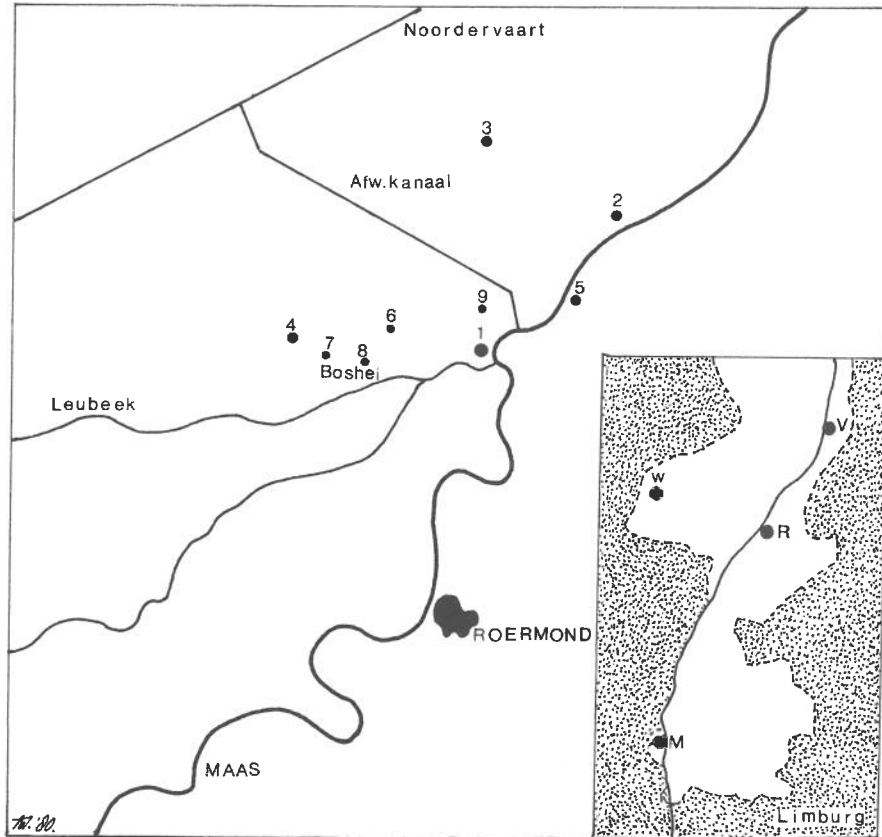 Noordervaart
3
Afw.kanaal
2
5
9
6
4
1
7
8
Boshei
Leubeek
V
W
R
ROERMOND
M
MAAS
Limburg